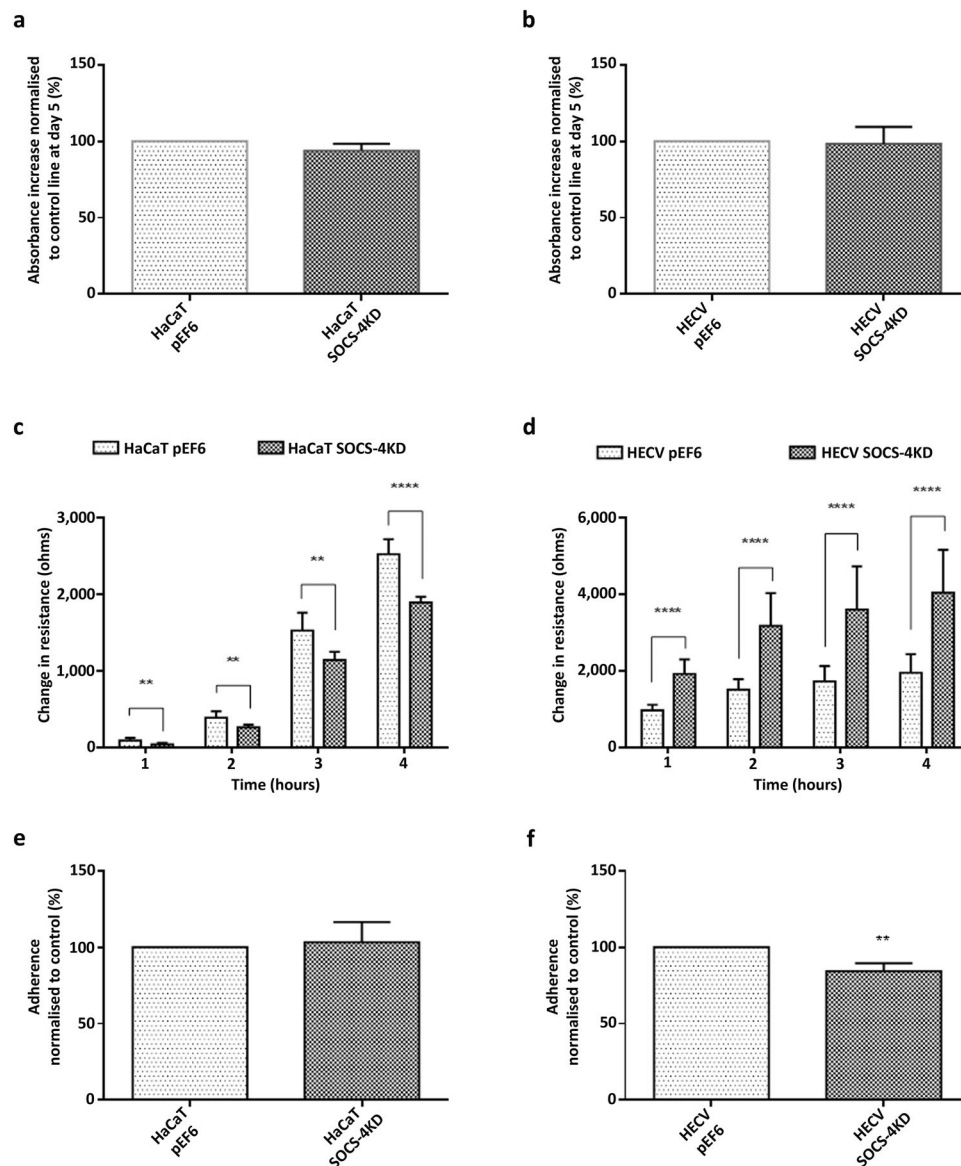 a
b
Absorbance increase normalised
to control line at day 5 (%)
150
100
50
0
HaCaT
pEF6
HaCaT
SOCS-4KD
Absorbance increase normalised
to control line at day 5 (%)
150
100
50
0
HECV
pEF6
HECV
SOCS-4KD
c
d
HaCaT pEF6
HaCaT SOCS-4KD
Change in resistance (ohms)
3,000
2,000
1,000
0
**
**
**
****
1
2
3
4
Time (hours)
HECV pEF6
HECV SOCS-4KD
Change in resistance (ohms)
6,000
4,000
2,000
0
****
****
****
****
1
2
3
4
Time (hours)
e
f
Adherence
normalised to control (%)
150
100
50
0
HaCaT
pEF6
HaCaT
SOCS-4KD
Adherence
normalised to control (%)
150
100
50
0
**
HECV
pEF6
HECV
SOCS-4KD